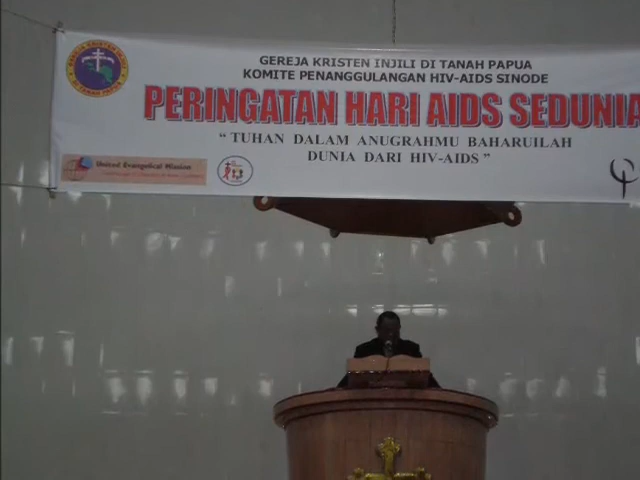 GEREJA KRISTEN INJILI DI TANAH PAPUA
KOMITE PENANGGULANGAN HIV-AIDS SINODE
PERINGATAN HARI AIDS SEDUNIA
“ TUHAN DALAM ANUGRAHMU BAHARUILAH
DUNIA DARI HIV-AIDS ”
United Evangelical Mission